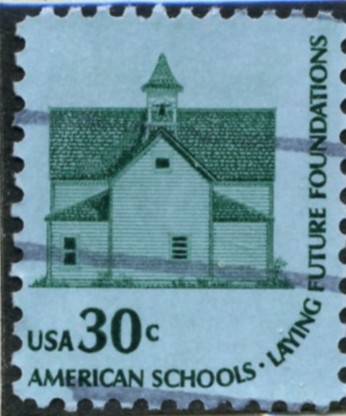 USA 30c
AMERICAN SCHOOLS · LAYING FUTURE FOUNDATIONS